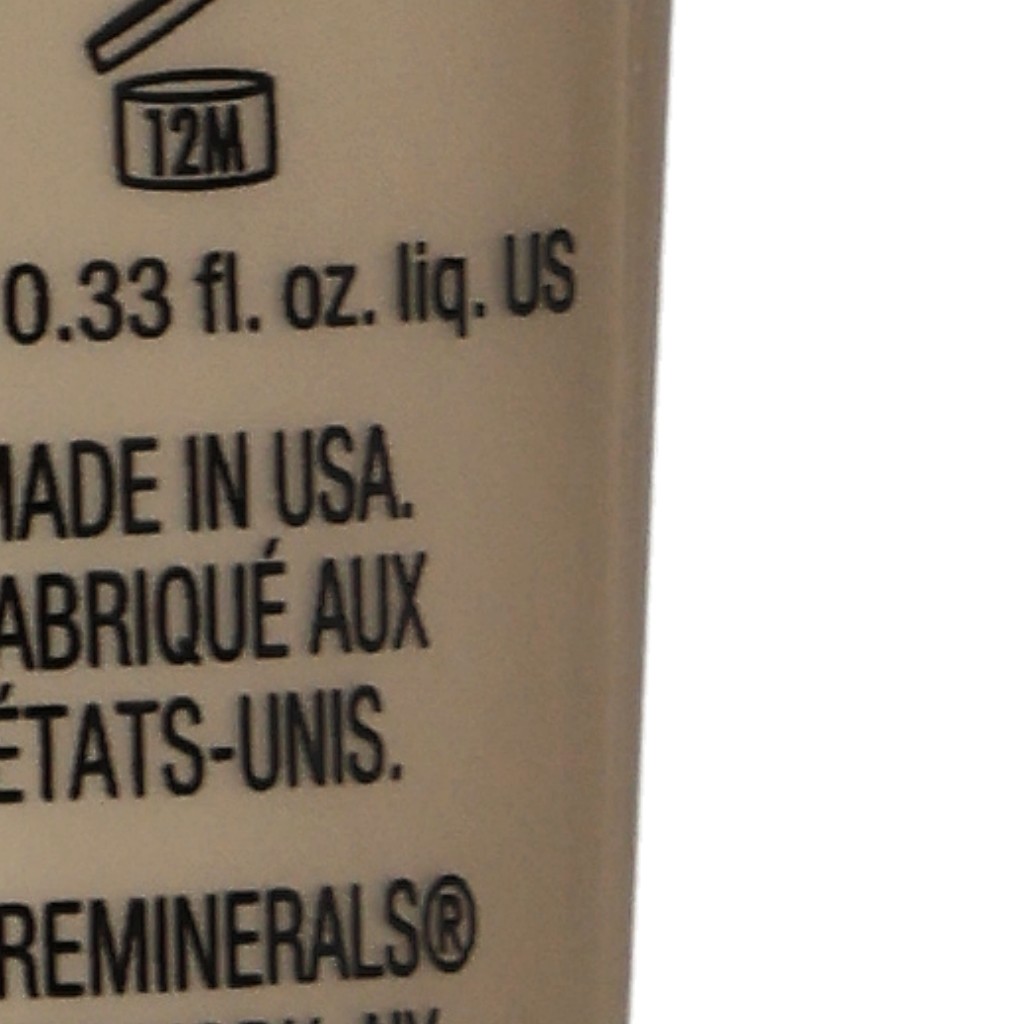 12M
0.33 fl. oz. liq. US
MADE IN USA.
ABRIQUÉ AUX
ÉTATS-UNIS.
REMINERALS®